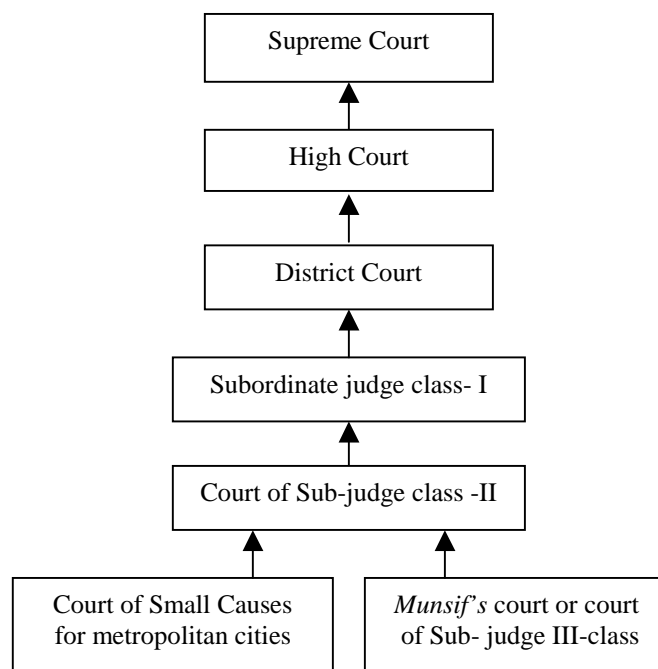 Supreme Court
High Court
District Court
Subordinate judge class- I
Court of Sub-judge class -II
Court of Small Causes
for metropolitan cities
Munsif's court or court
of Sub- judge III-class